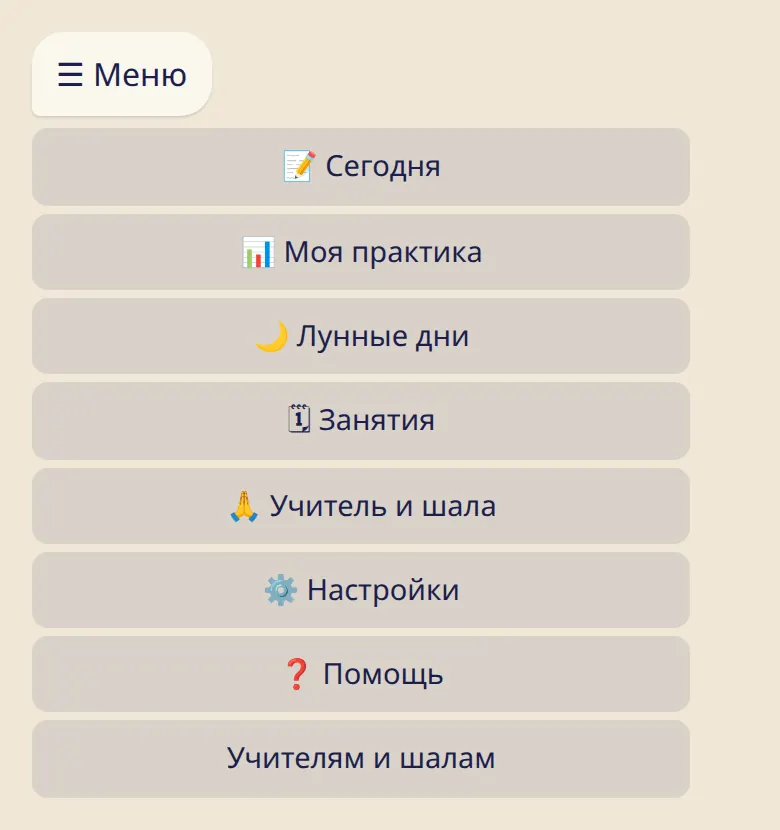 ☰ Меню
📝 Сегодня
📊 Моя практика
🌙 Лунные дни
🗓 Занятия
🙏 Учитель и шала
⚙️ Настройки
❓ Помощь
Учителям и шалам